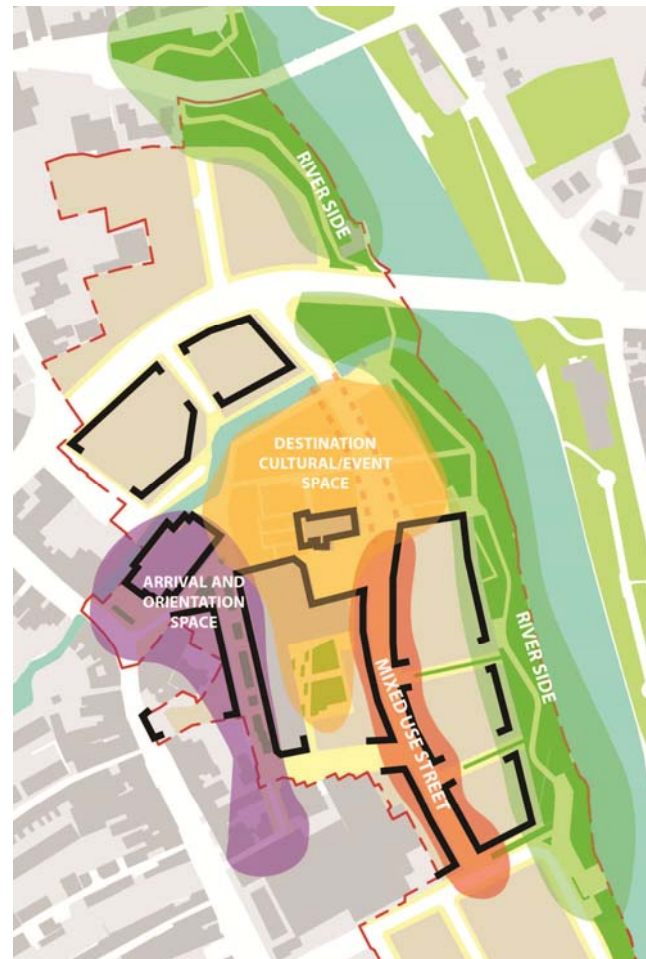 RIVER SIDE
DESTINATION
CULTURAL/EVENT
SPACE
ARRIVAL AND
ORIENTATION
SPACE
MIXED USE STREET
RIVER SIDE